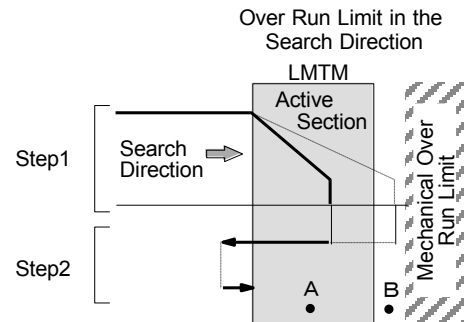 Over Run Limit in the
Search Direction
LMTM
Active
Section
Step1
Search
Direction
Mechanical Over
Run Limit
Step2
A
B